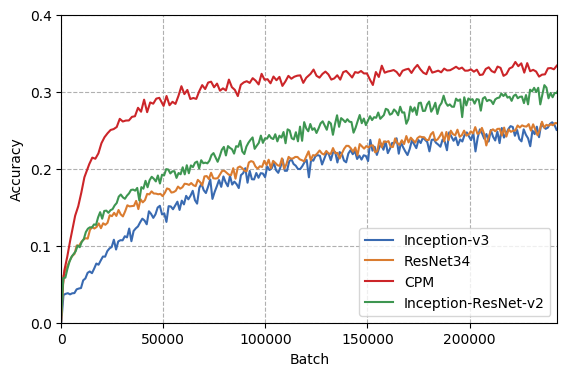 0.4
0.3
0.2
0.1
0.0
Accuracy
0
50000
100000
150000
200000
Batch
Inception-v3
ResNet34
CPM
Inception-ResNet-v2